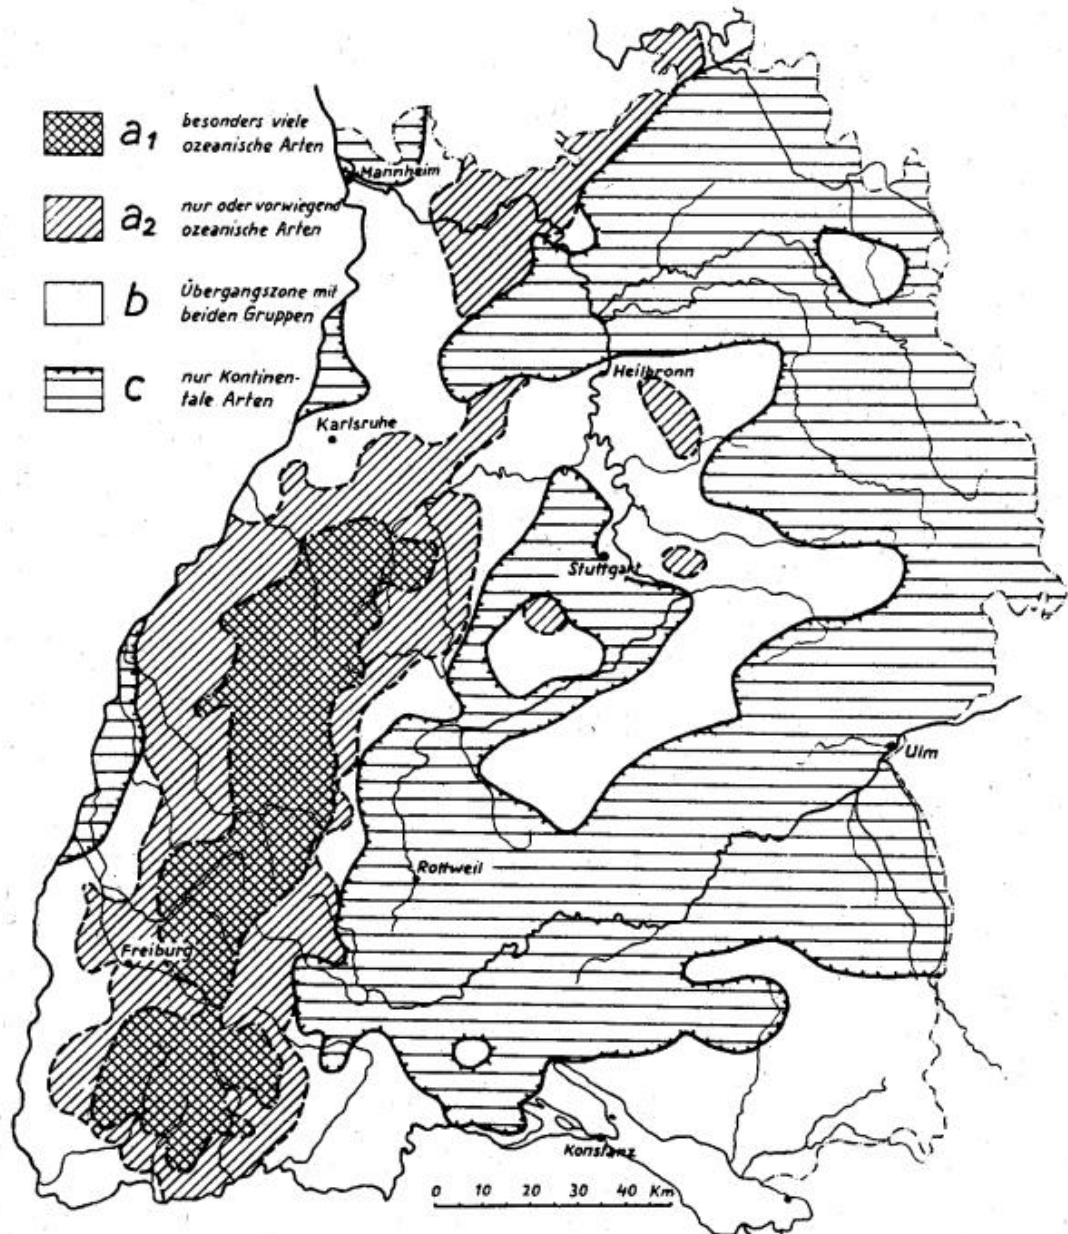 a1 besonders viele
ozeanische Arten
a2 nur oder vorwiegend
ozeanische Arten
b Übergangszone mit
beiden Gruppen
c nur Kontinen-
tale Arten
Mannheim
Heilbronn
Karlsruhe
Stuttgart
Ulm
Rottweil
Freiburg
Konstanz
0 10 20 30 40 Km